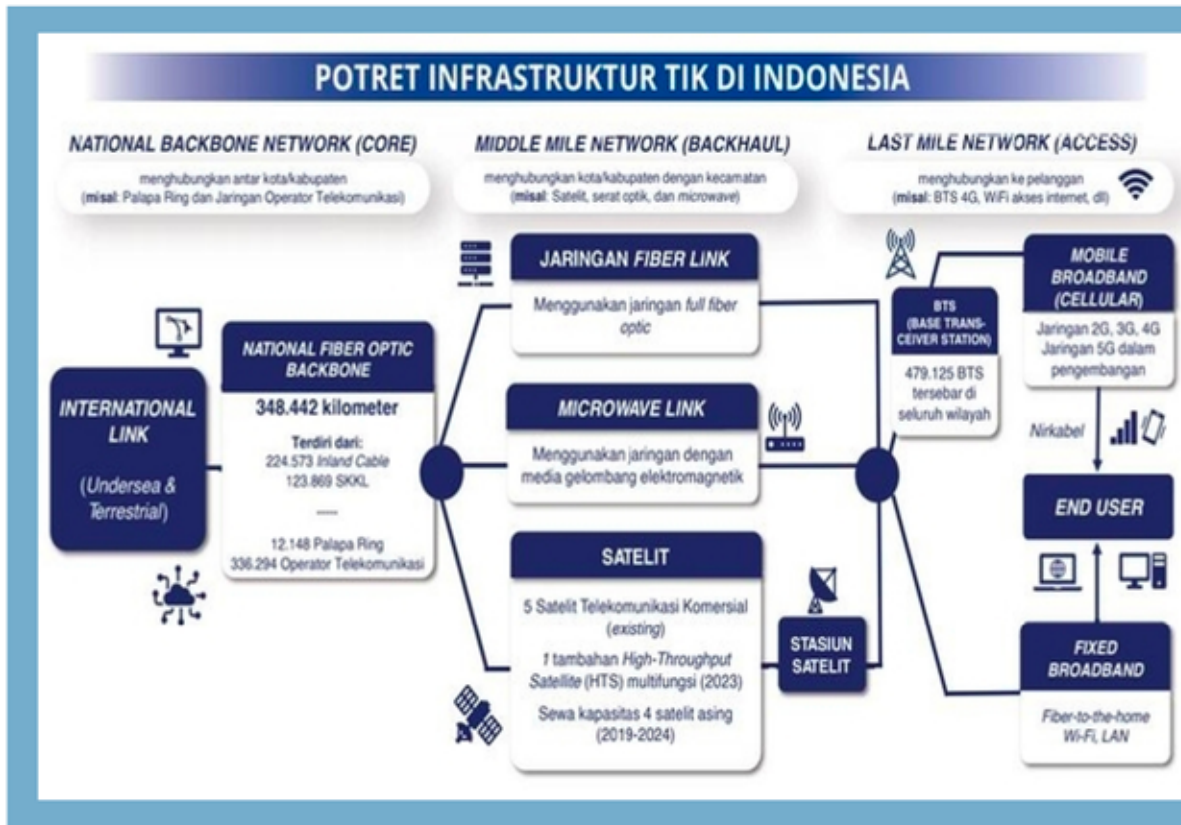 POTRET INFRASTRUKTUR TIK DI INDONESIA
NATIONAL BACKBONE NETWORK (CORE)
menghubungkan antar kota/kabupaten
(misal: Palapa Ring dan Jaringan Operator Telekomunikasi)
MIDDLE MILE NETWORK (BACKHAUL)
menghubungkan kota/kabupaten dengan kecamatan
(misal: Satelit, serat optik, dan microwave)
LAST MILE NETWORK (ACCESS)
menghubungkan ke pelanggan
(misal: BTS 4G, WiFi akses internet, dll)
INTERNATIONAL
LINK
(Undersea &
Terrestrial)
NATIONAL FIBER OPTIC
BACKBONE
348.442 kilometer
Terdiri dari:
224.573 Inland Cable
123.869 SKKL
-----
12.148 Palapa Ring
336.294 Operator Telekomunikasi
JARINGAN FIBER LINK
Menggunakan jaringan full fiber
optic
MICROWAVE LINK
Menggunakan jaringan dengan
media gelombang elektromagnetik
SATELIT
5 Satelit Telekomunikasi Komersial
(existing)
1 tambahan High-Throughput
Satellite (HTS) multifungsi (2023)
Sewa kapasitas 4 satelit asing
(2019-2024)
STASIUN
SATELIT
BTS
(BASE TRANS-
CEIVER STATION)
479.125 BTS
tersebar di
seluruh wilayah
MOBILE
BROADBAND
(CELLULAR)
Jaringan 2G, 3G, 4G
Jaringan 5G dalam
pengembangan
Nirkabel
END USER
FIXED
BROADBAND
Fiber-to-the-home
Wi-Fi, LAN